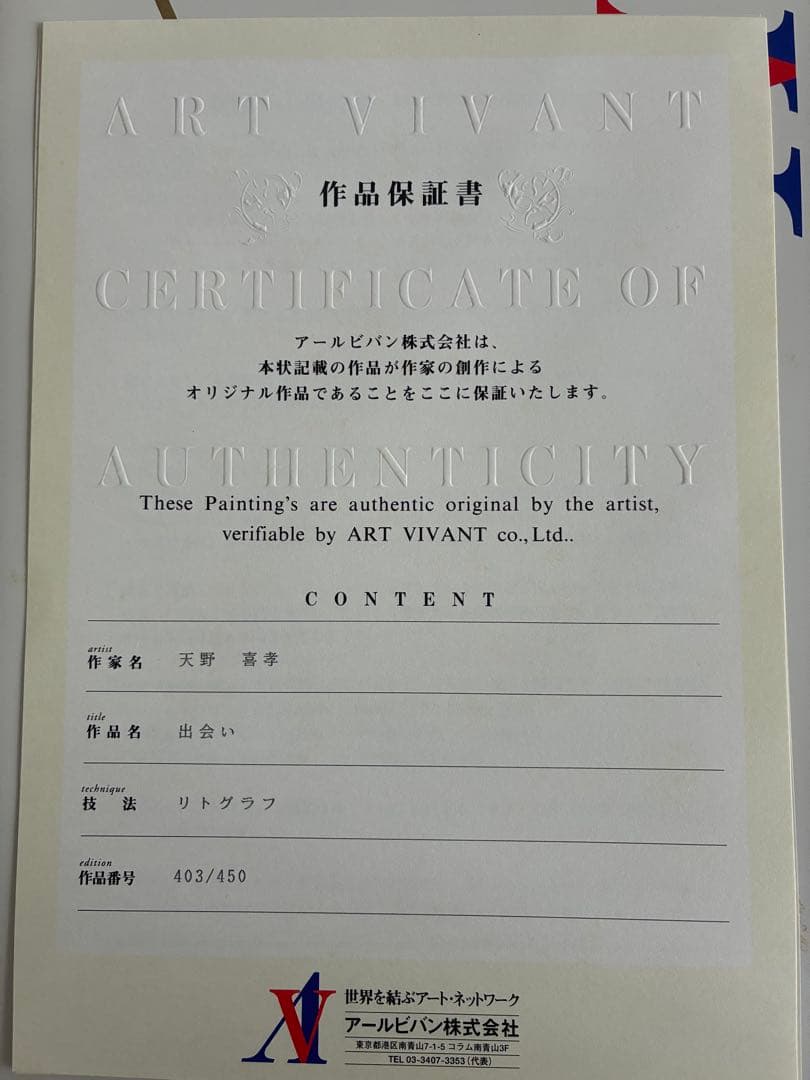 ART VIVANT
作品保証書
CERTIFICATE OF
アールビバン株式会社は、
本状記載の作品が作家の創作による
オリジナル作品であることをここに保証いたします。
AUTHENTICITY
These Painting's are authentic original by the artist,
verifiable by ART VIVANT co., Ltd..
CONTENT
artist
作家名 天野 喜孝
title
作品名 出会い
technique
技 法 リトグラフ
edition
作品番号 403/450
AV
世界を結ぶアート・ネットワーク
アールビバン株式会社
東京都港区南青山7-1-5 コラム南青山3F
TEL 03-3407-3353 (代表)